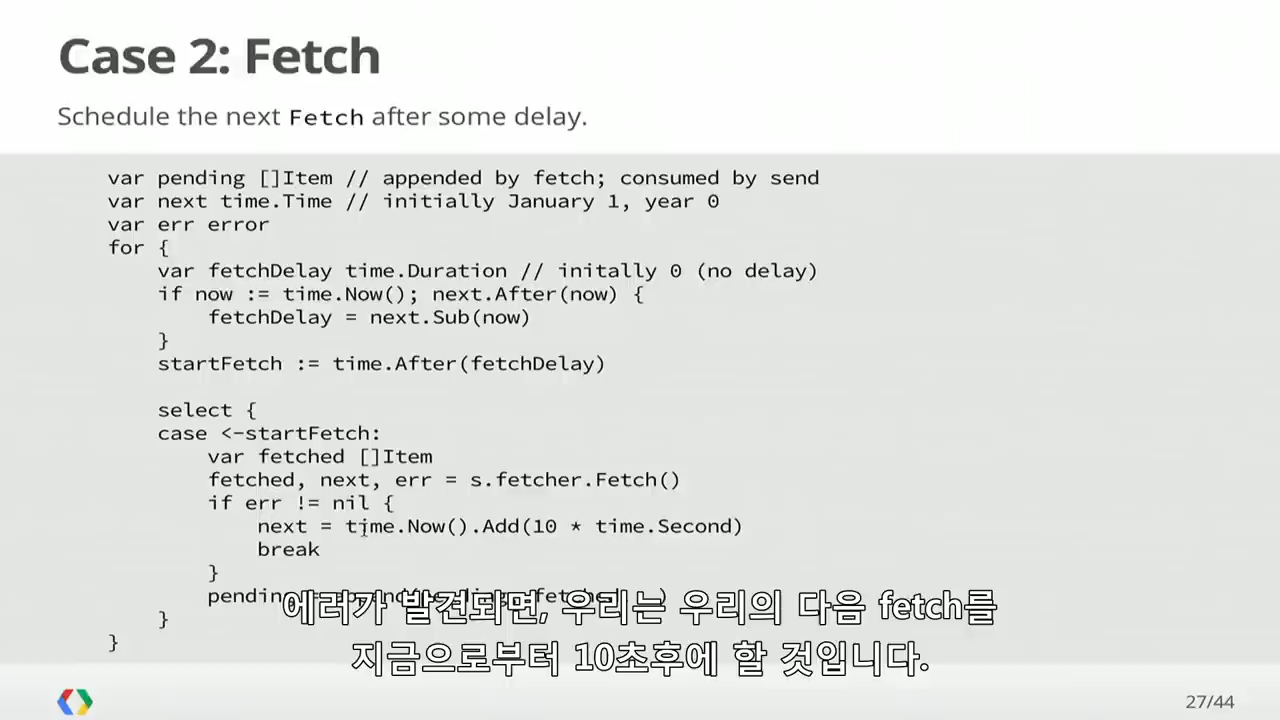 Case 2: Fetch
Schedule the next Fetch after some delay.
var pending []Item // appended by fetch; consumed by send
var next time.Time // initially January 1, year 0
var err error
for {
    var fetchDelay time.Duration // initally 0 (no delay)
    if now := time.Now(); next.After(now) {
        fetchDelay = next.Sub(now)
    }
    startFetch := time.After(fetchDelay)
    select {
    case <-startFetch:
        var fetched []Item
        fetched, next, err = s.fetcher.Fetch()
        if err != nil {
            next = time.Now().Add(10 * time.Second)
            break
        }
        pending
    }
}
에러가 발견되면, 우리는 우리의 다음 fetch를
지금으로부터 10초후에 할 것입니다.
27/44